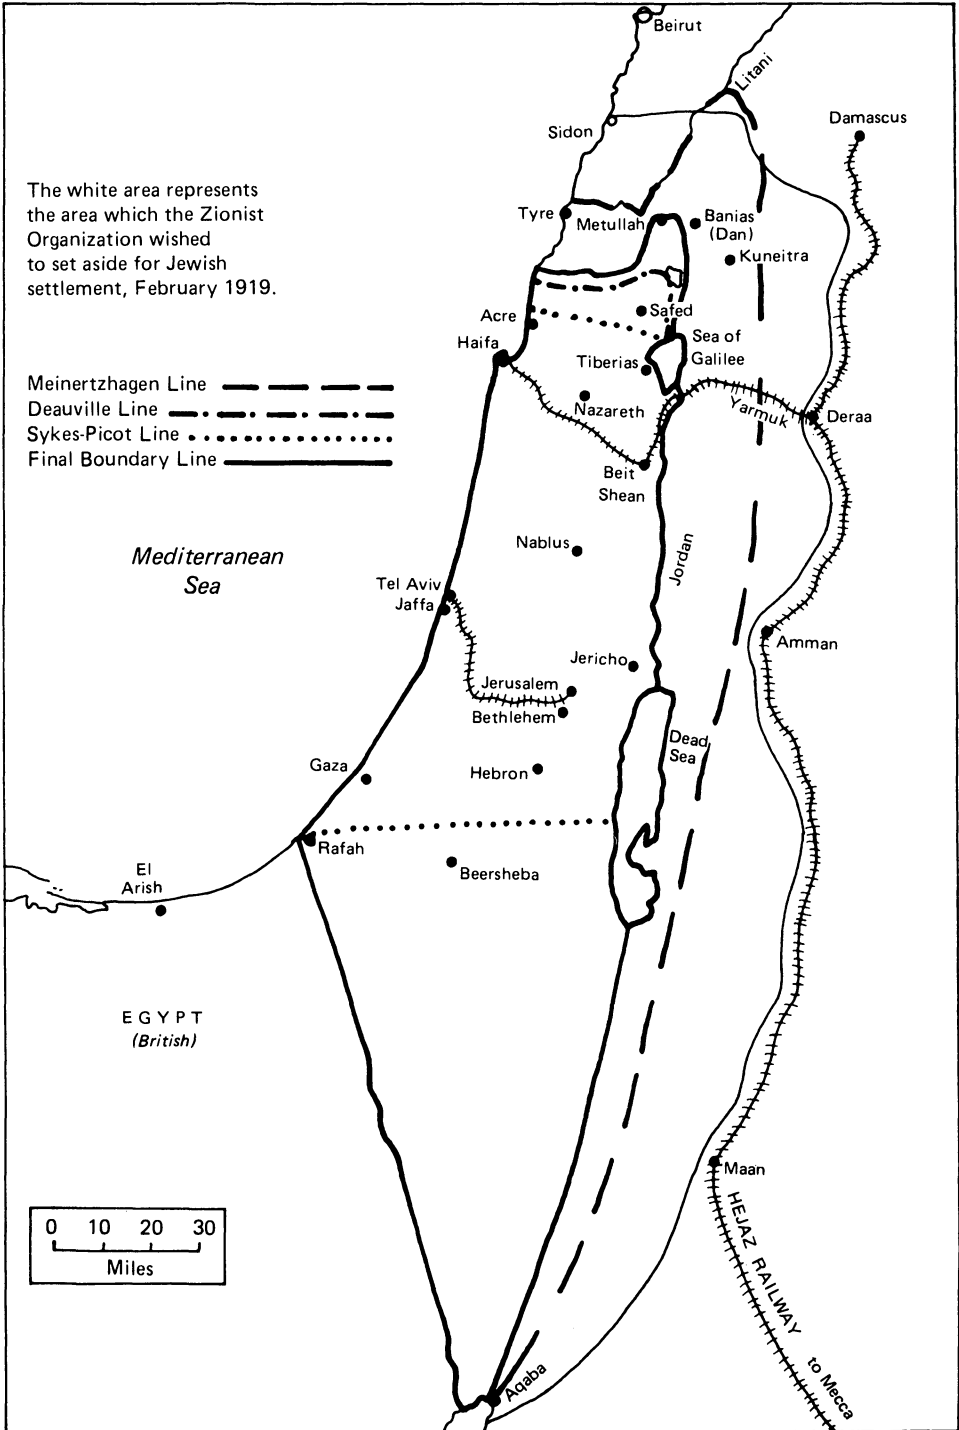 Beirut
Litani
Damascus
Sidon
The white area represents
the area which the Zionist
Organization wished
to set aside for Jewish
settlement, February 1919.
Tyre
Metullah
Banias
(Dan)
Kuneitra
Acre
Safed
Haifa
Sea of
Galilee
Tiberias
Meinertzhagen Line
Deauville Line
Sykes-Picot Line
Final Boundary Line
Nazareth
Yarmuk
Deraa
Beit
Shean
Mediterranean
Sea
Nablus
Jordan
Tel Aviv
Jaffa
Amman
Jericho
Jerusalem
Bethlehem
Dead
Sea
Gaza
Hebron
Rafah
El
Arish
Beersheba
EGYPT
(British)
Maan
HEJAZ RAILWAY
to Mecca
0 10 20 30
Miles
Aqaba